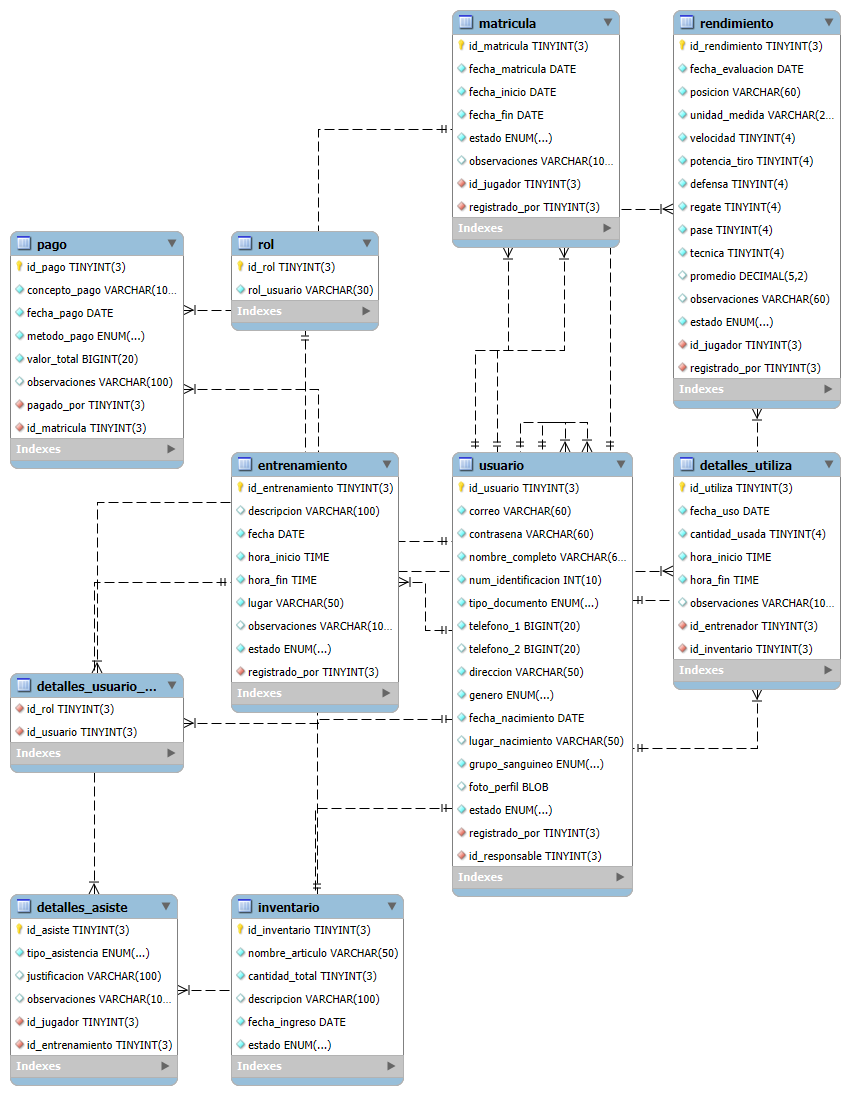 matricula
id_matricula TINYINT(3)
fecha_matricula DATE
fecha_inicio DATE
fecha_fin DATE
estado ENUM(...)
observaciones VARCHAR(10...
id_jugador TINYINT(3)
registrado_por TINYINT(3)
Indexes
rendimiento
id_rendimiento TINYINT(3)
fecha_evaluacion DATE
posicion VARCHAR(60)
unidad_medida VARCHAR(2...
velocidad TINYINT(4)
potencia_tiro TINYINT(4)
defensa TINYINT(4)
regate TINYINT(4)
pase TINYINT(4)
tecnica TINYINT(4)
promedio DECIMAL(5,2)
observaciones VARCHAR(60)
estado ENUM(...)
id_jugador TINYINT(3)
registrado_por TINYINT(3)
Indexes
pago
id_pago TINYINT(3)
concepto_pago VARCHAR(10...
fecha_pago DATE
metodo_pago ENUM(...)
valor_total BIGINT(20)
observaciones VARCHAR(100)
pagado_por TINYINT(3)
id_matricula TINYINT(3)
Indexes
rol
id_rol TINYINT(3)
rol_usuario VARCHAR(30)
Indexes
entrenamiento
id_entrenamiento TINYINT(3)
descripcion VARCHAR(100)
fecha DATE
hora_inicio TIME
hora_fin TIME
lugar VARCHAR(50)
observaciones VARCHAR(10...
estado ENUM(...)
registrado_por TINYINT(3)
Indexes
usuario
id_usuario TINYINT(3)
correo VARCHAR(60)
contrasena VARCHAR(60)
nombre_completo VARCHAR(6...
num_identificacion INT(10)
tipo_documento ENUM(...)
telefono_1 BIGINT(20)
telefono_2 BIGINT(20)
direccion VARCHAR(50)
genero ENUM(...)
fecha_nacimiento DATE
lugar_nacimiento VARCHAR(50)
grupo_sanguineo ENUM(...)
foto_perfil BLOB
estado ENUM(...)
registrado_por TINYINT(3)
id_responsable TINYINT(3)
Indexes
detalles_utiliza
id_utiliza TINYINT(3)
fecha_uso DATE
cantidad_usada TINYINT(4)
hora_inicio TIME
hora_fin TIME
observaciones VARCHAR(10...
id_entrenador TINYINT(3)
id_inventario TINYINT(3)
Indexes
detalles_usuario_...
id_rol TINYINT(3)
id_usuario TINYINT(3)
Indexes
detalles_asiste
id_asiste TINYINT(3)
tipo_asistencia ENUM(...)
justificacion VARCHAR(100)
observaciones VARCHAR(10...
id_jugador TINYINT(3)
id_entrenamiento TINYINT(3)
Indexes
inventario
id_inventario TINYINT(3)
nombre_articulo VARCHAR(50)
cantidad_total TINYINT(3)
descripcion VARCHAR(100)
fecha_ingreso DATE
estado ENUM(...)
Indexes